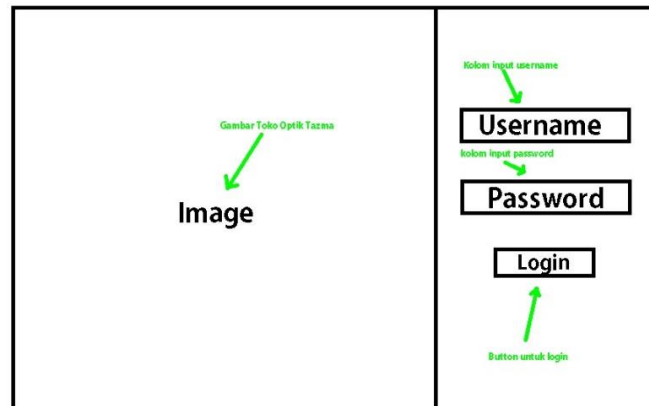 Gambar Toko Optik Tazma
Image
Kolom input username
Username
kolom input password
Password
Login
Button untuk login